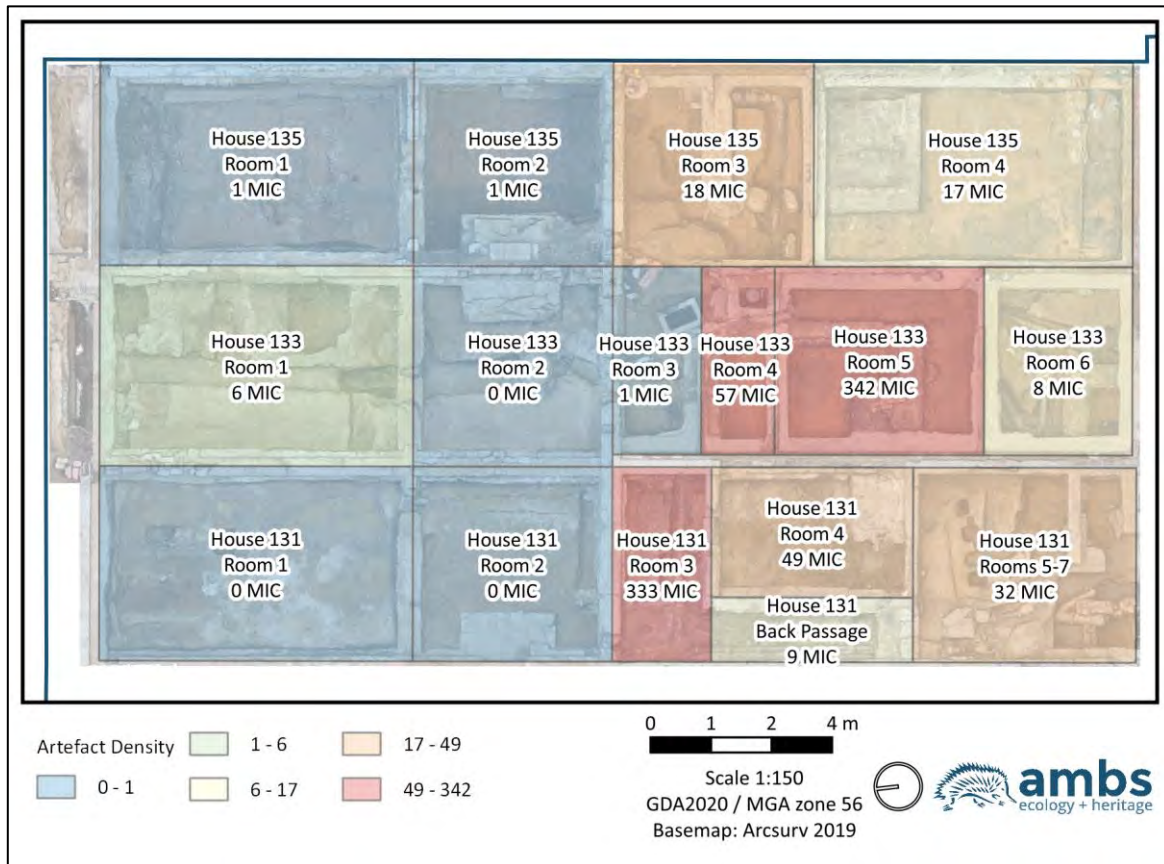 House 135
Room 1
1 MIC
House 135
Room 2
1 MIC
House 135
Room 3
18 MIC
House 135
Room 4
17 MIC
House 133
Room 1
6 MIC
House 133
Room 2
0 MIC
House 133
Room 3
1 MIC
House 133
Room 4
57 MIC
House 133
Room 5
342 MIC
House 133
Room 6
8 MIC
House 131
Room 1
0 MIC
House 131
Room 2
0 MIC
House 131
Room 3
333 MIC
House 131
Room 4
49 MIC
House 131
Back Passage
9 MIC
House 131
Rooms 5-7
32 MIC
Artefact Density
0 - 1
1 - 6
6 - 17
17 - 49
49 - 342
0 1 2 4 m
Scale 1:150
GDA2020 / MGA zone 56
Basemap: Arcsurv 2019
ambs
ecology + heritage